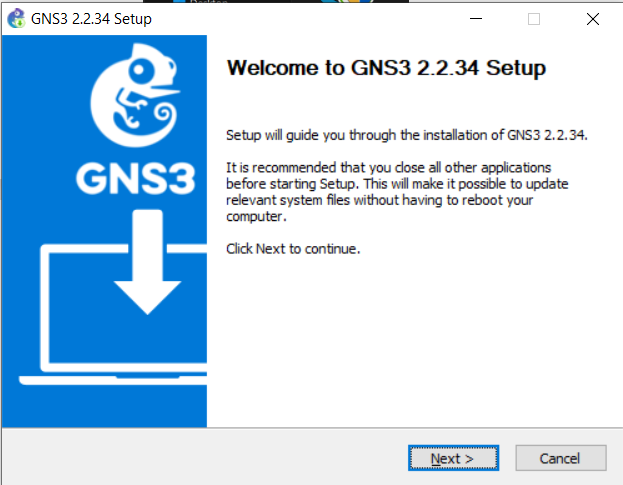 Desktop
GNS3 2.2.34 Setup
Welcome to GNS3 2.2.34 Setup
GNS3
Setup will guide you through the installation of GNS3 2.2.34.
It is recommended that you close all other applications
before starting Setup. This will make it possible to update
relevant system files without having to reboot your
computer.
Click Next to continue.
Next >
Cancel